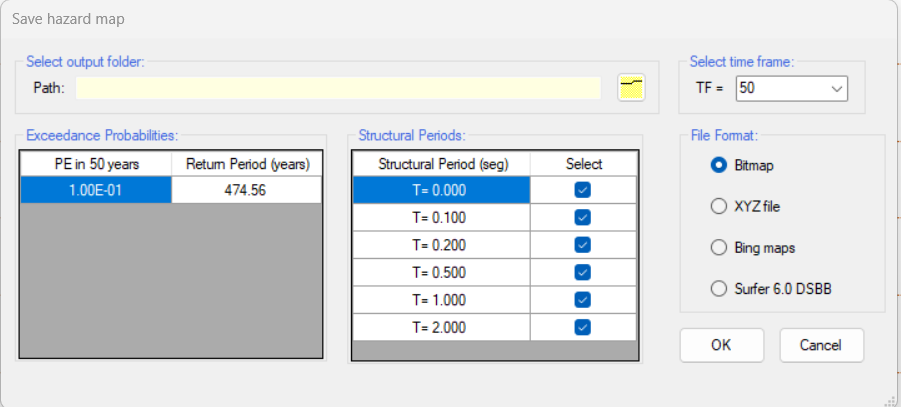 Save hazard map
Select output folder:
Path:
Select time frame:
TF = 50
Exceedance Probabilities:
PE in 50 years Return Period (years)
1.00E-01 474.56
Structural Periods:
Structural Period (seg) Select
T= 0.000
T= 0.100
T= 0.200
T= 0.500
T= 1.000
T= 2.000
File Format:
Bitmap
XYZ file
Bing maps
Surfer 6.0 DSBB
OK Cancel